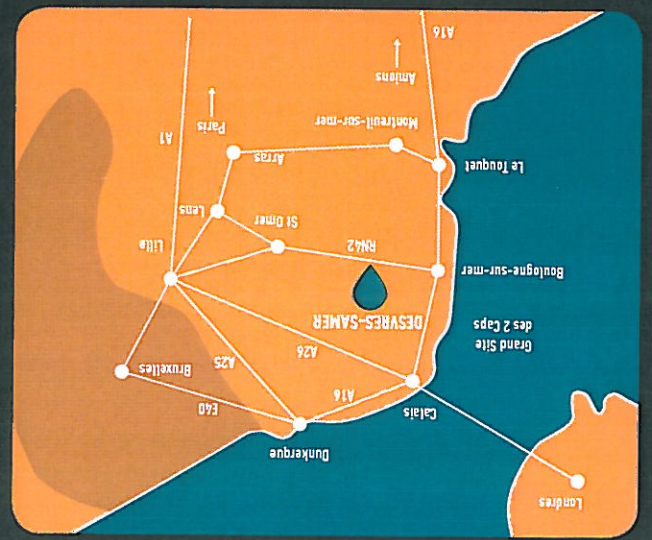 Londres
Dunkerque
Calais
E40
A16
Bruxelles
A25
A26
Grand Site
des 2 Caps
DESVRES-SAMER
Boulogne-sur-mer
RN42
Lille
St Omer
Lens
Le Touquet
Arras
A1
Paris
Montreuil-sur-mer
Amiens
A16